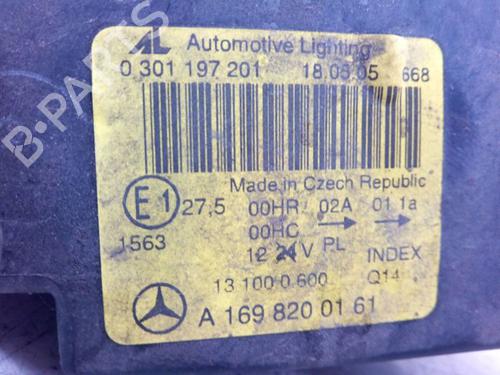 AL Automotive Lighting
0 301 197 201 18.05.05 668
Made in Czech Republic
E1 27,5 00HR 02A 01 1a
1563 00HC
12 24 V PL INDEX
13 100 0 600 Q14
A 169 820 01 61
B-PARTS